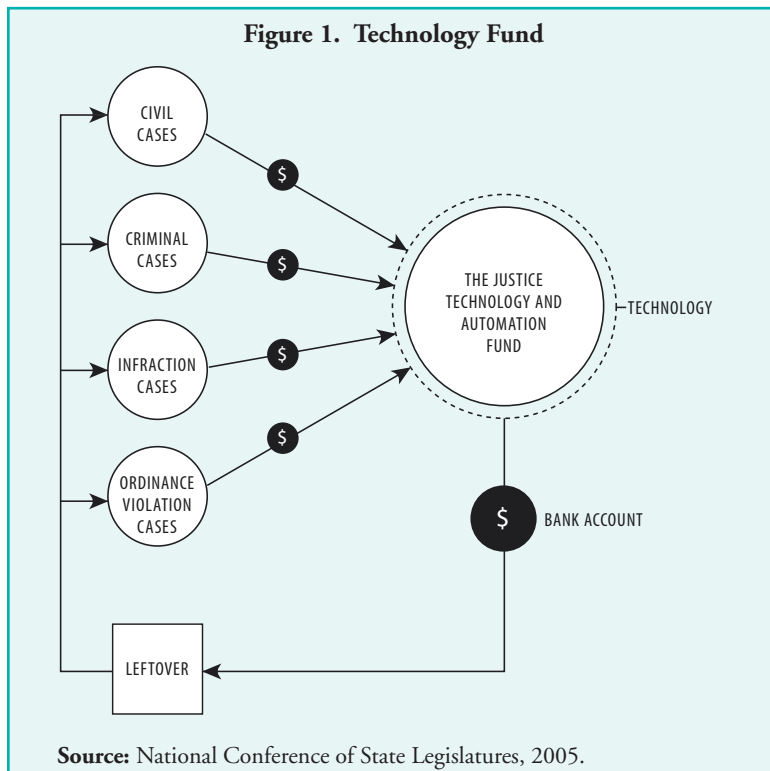 Figure 1. Technology Fund
CIVIL
CASES
$
CRIMINAL
CASES
$
THE JUSTICE
TECHNOLOGY AND
AUTOMATION
FUND
TECHNOLOGY
INFRACTION
CASES
$
$
ORDINANCE
VIOLATION
CASES
$
BANK ACCOUNT
LEFTOVER
Source: National Conference of State Legislatures, 2005.